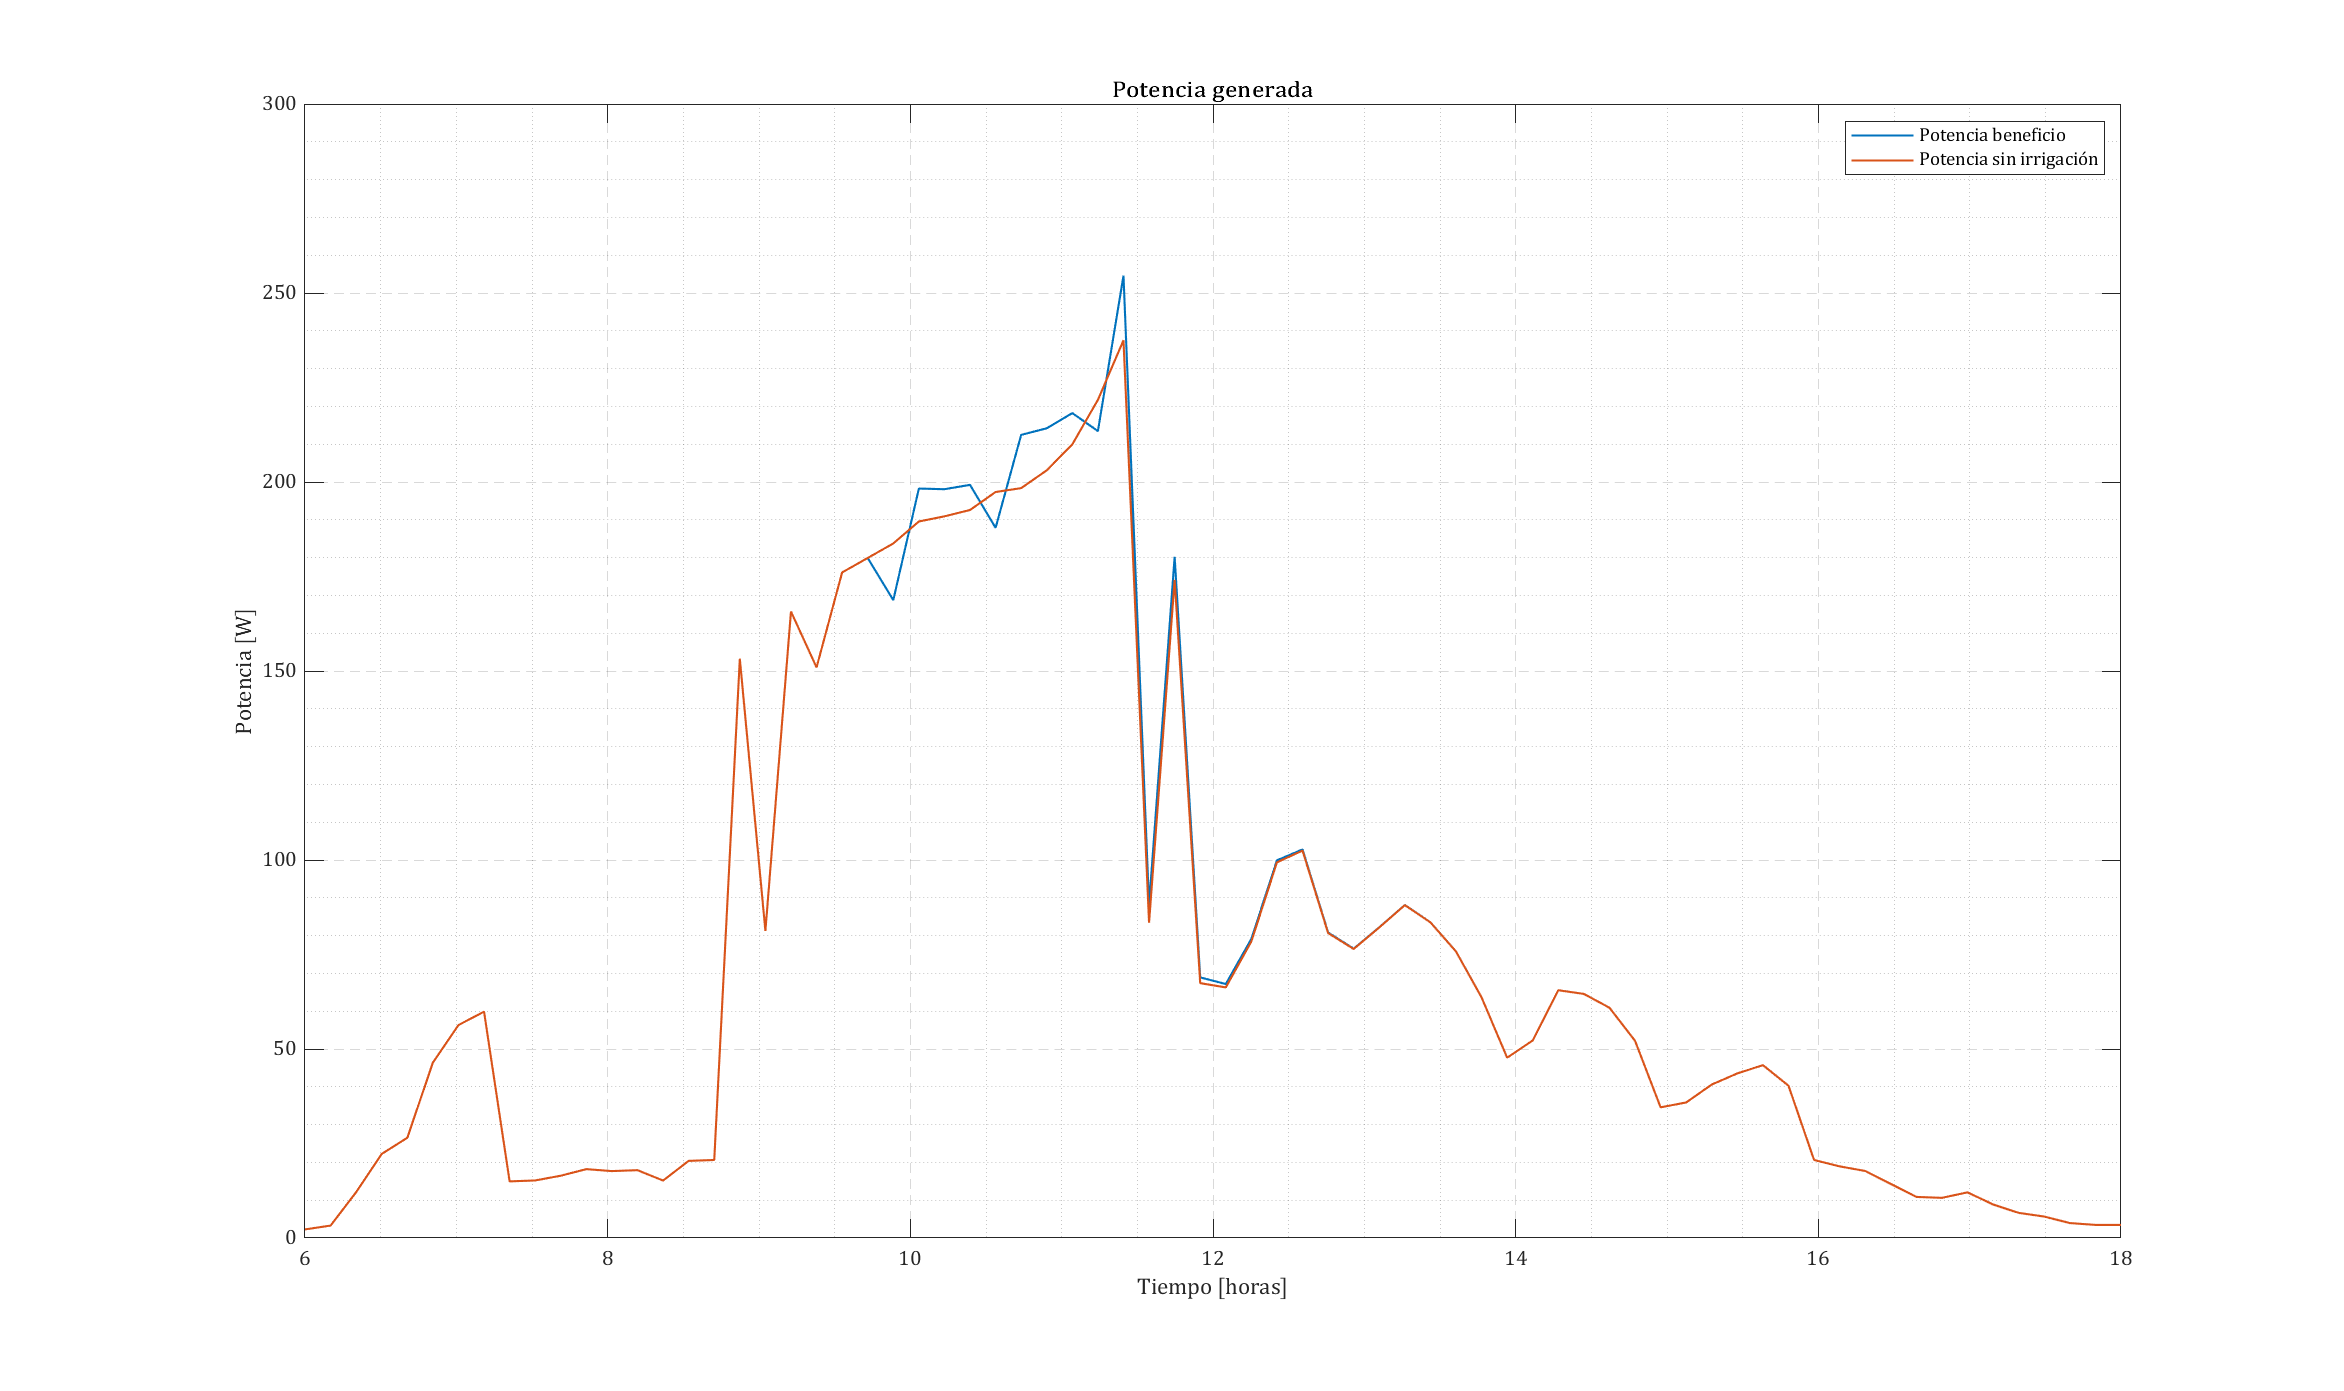 Potencia generada
300
250
200
150
100
50
0
Potencia [W]
Potencia beneficio
Potencia sin irrigación
6 8 10 12 14 16 18
Tiempo [horas]